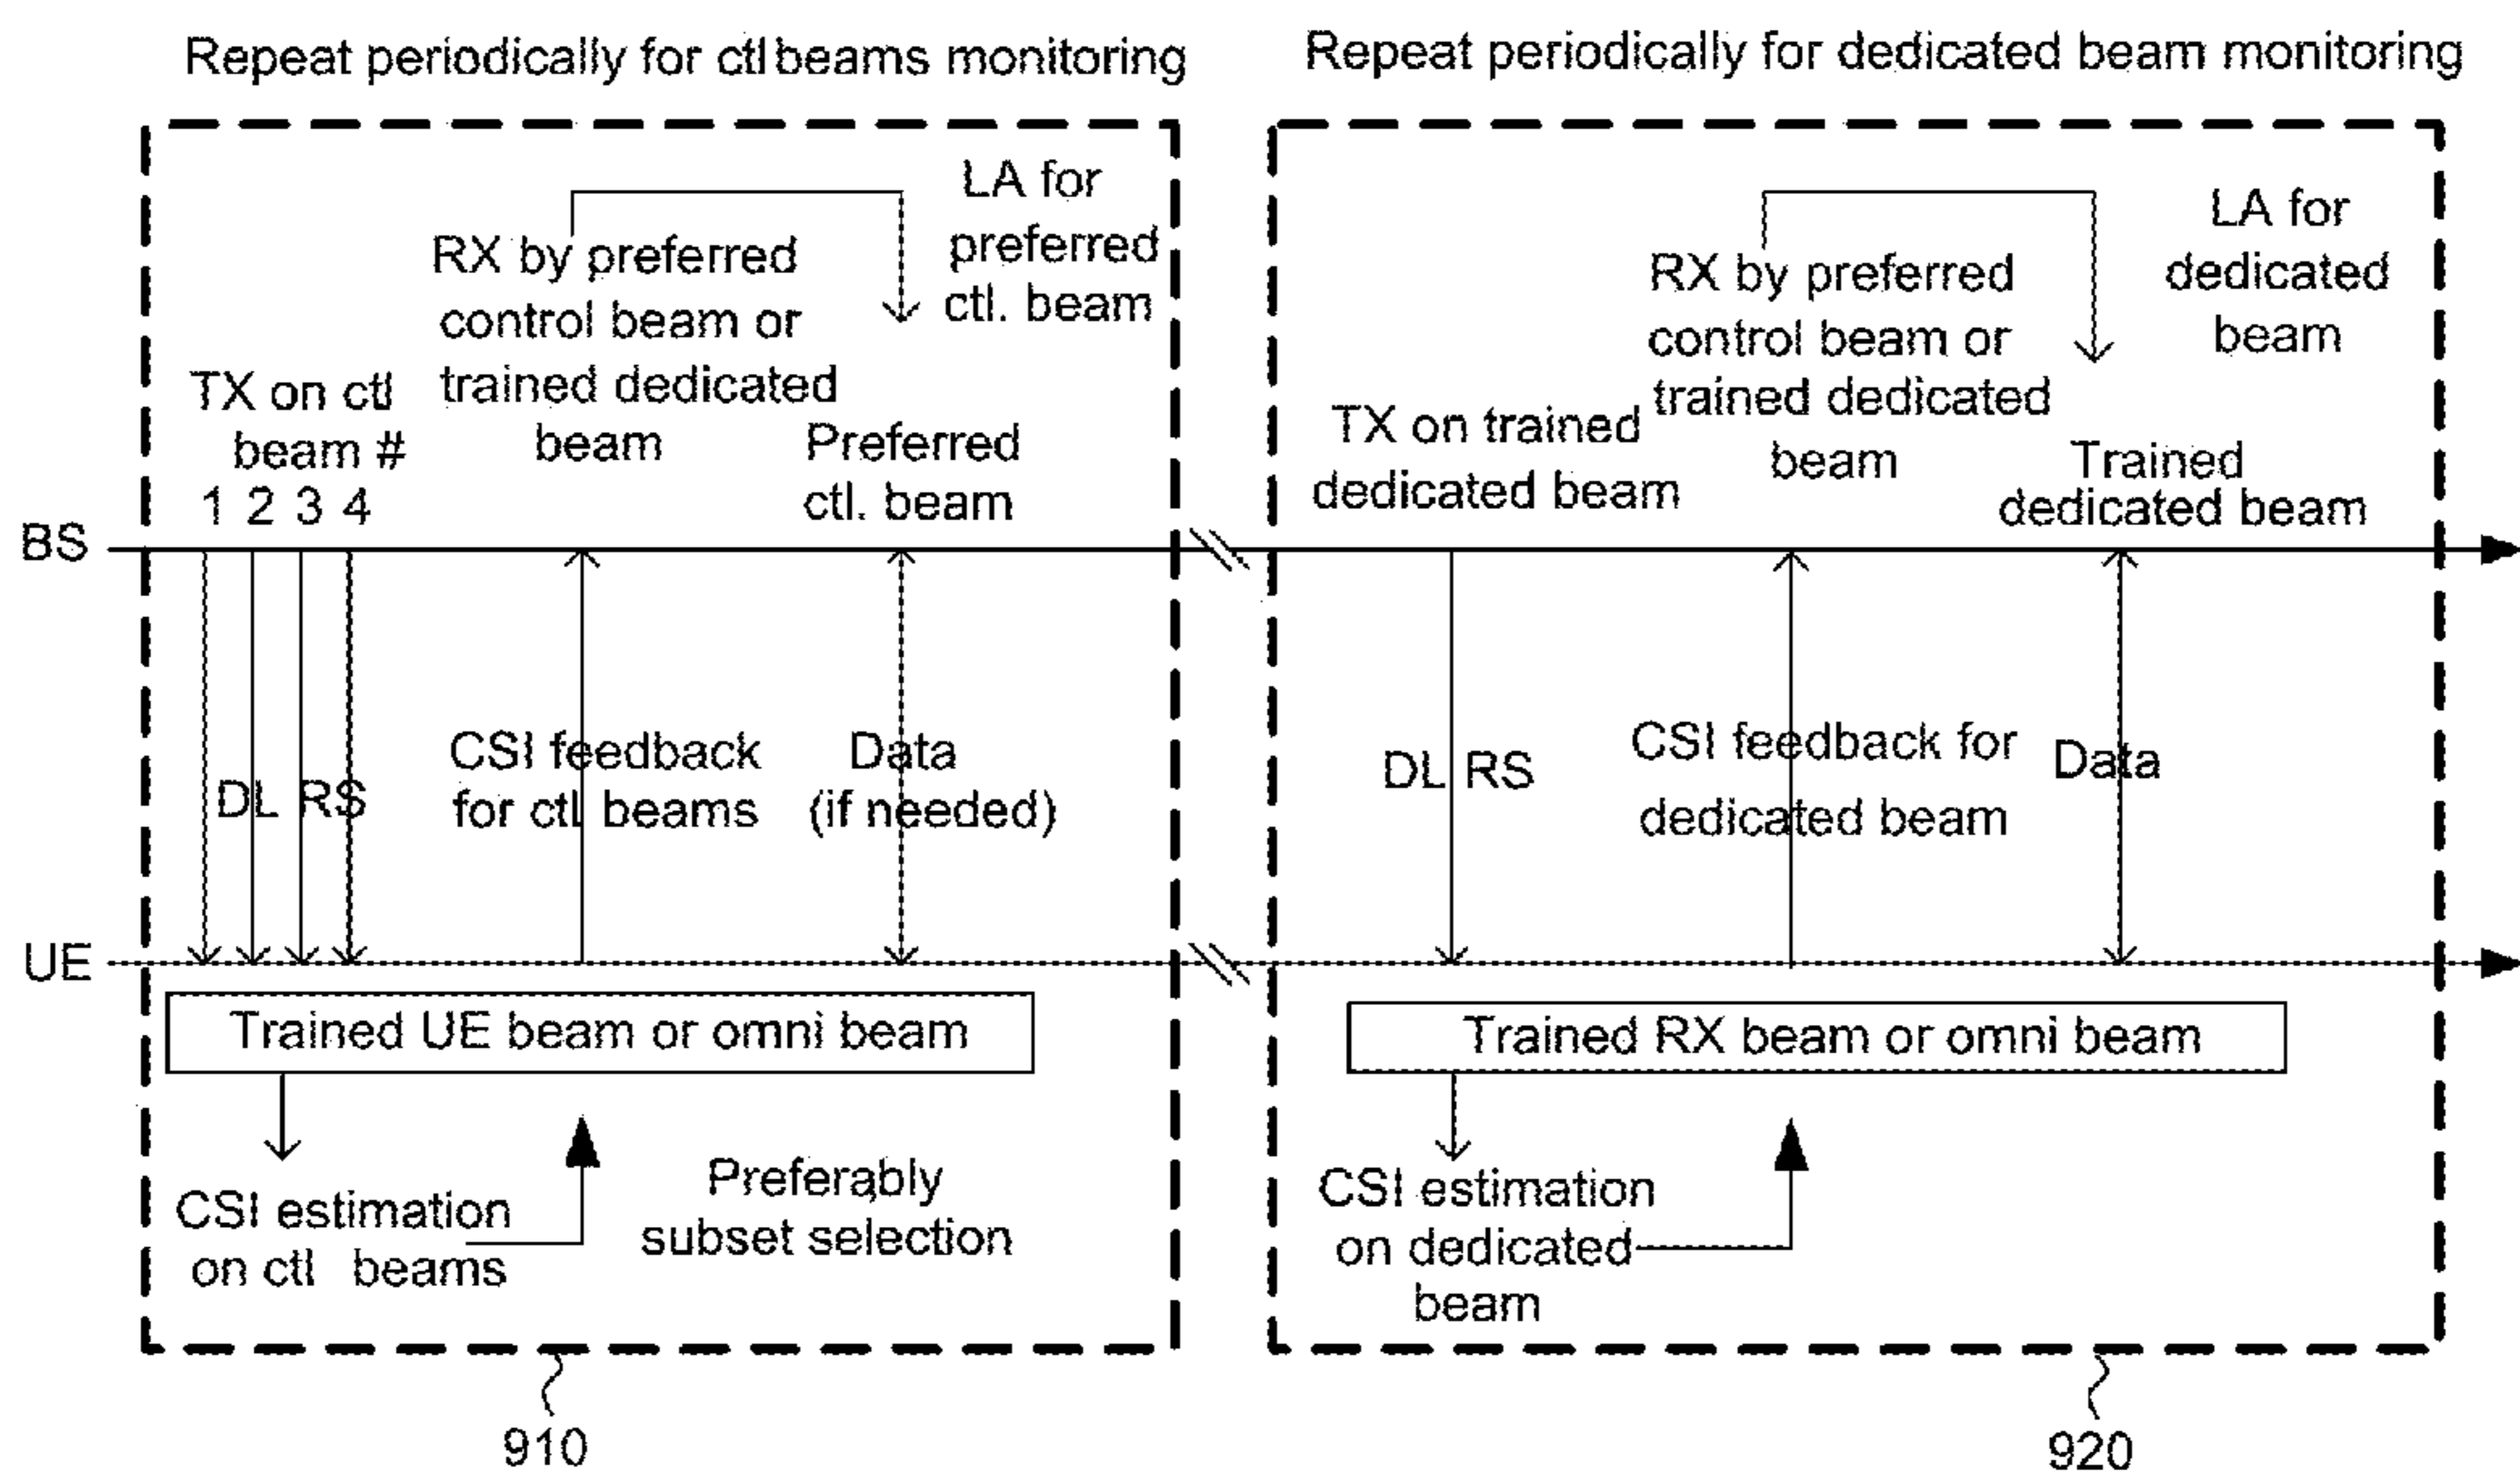 Repeat periodically for ctl beams monitoring
LA for
preferred
ctl. beam
RX by preferred
control beam or
trained dedicated
beam
TX on ctl
beam #
1 2 3 4
Preferred
ctl. beam
BS
DL RS
CSI feedback
for ctl beams
Data
(if needed)
UE
Trained UE beam or omni beam
CSI estimation
on ctl beams
Preferably
subset selection
910
Repeat periodically for dedicated beam monitoring
LA for
dedicated
beam
RX by preferred
control beam or
trained dedicated
beam
TX on trained
dedicated beam
Trained
dedicated beam
DL RS
CSI feedback for
dedicated beam
Data
Trained RX beam or omni beam
CSI estimation
on dedicated
beam
920